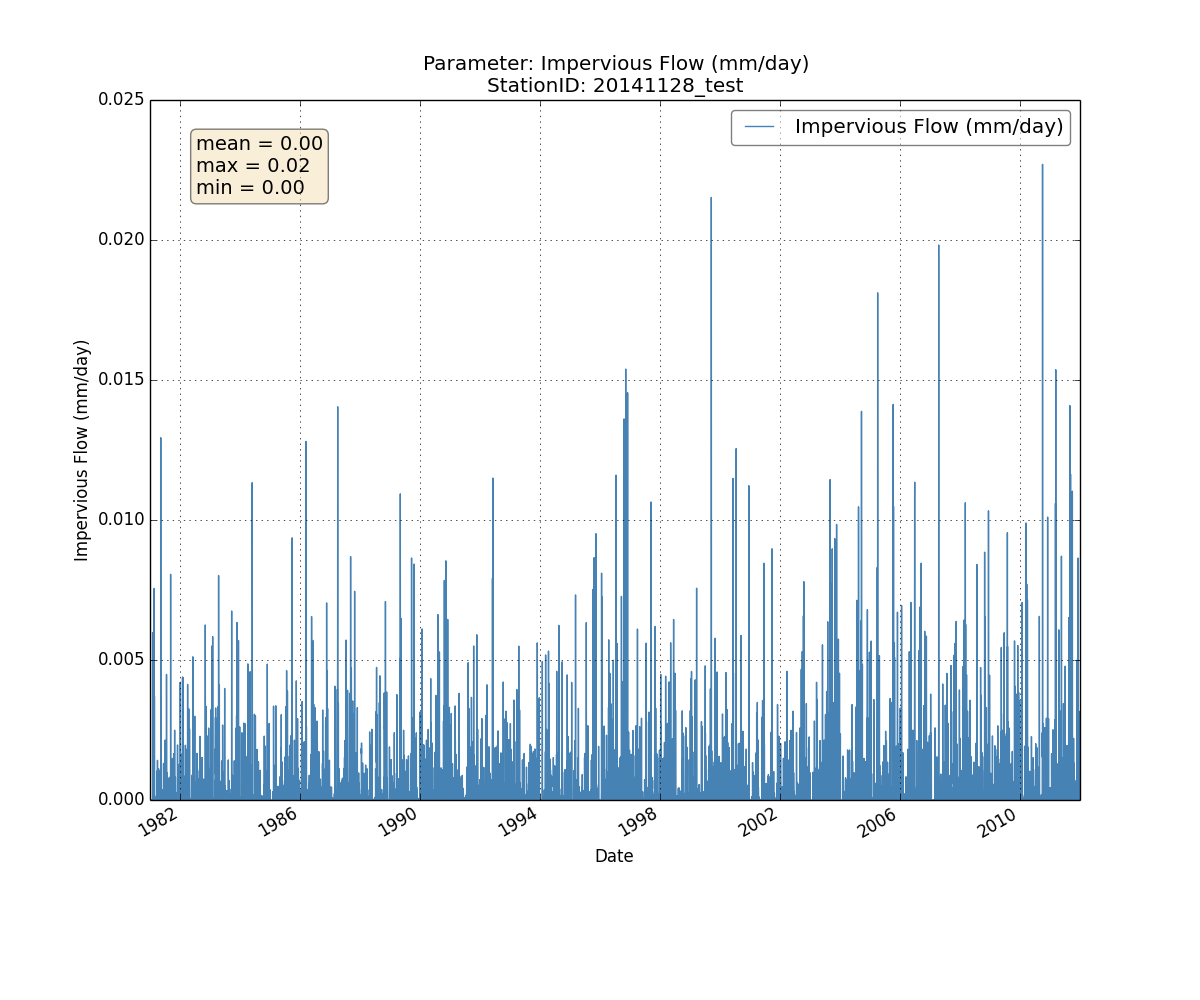 Parameter: Impervious Flow (mm/day)
StationID: 20141128_test
0.025
mean = 0.00
max = 0.02
min = 0.00
Impervious Flow (mm/day)
0.020
0.015
0.010
0.005
0.000
Impervious Flow (mm/day)
1982
1986
1990
1994
1998
2002
2006
2010
Date